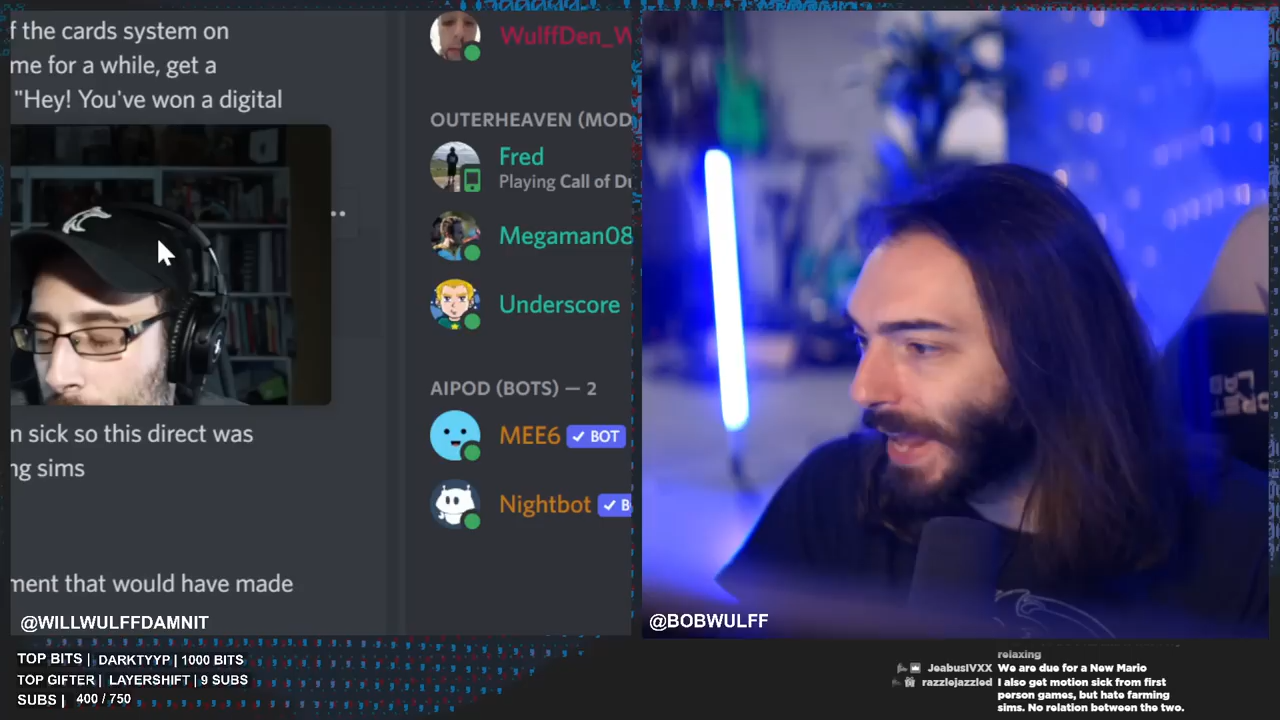 f the cards system on
me for a while, get a
"Hey! You've won a digital
n sick so this direct was
ng sims
ment that would have made
WulffDen_W
OUTERHEAVEN (MOD
Fred
Playing Call of Du
Megaman08
Underscore
AIPOD (BOTS) — 2
MEE6 ✓ BOT
Nightbot ✓ B
@WILLWULFFDAMNIT
@BOBWULFF
TOP BITS | DARKTYYP | 1000 BITS
TOP GIFTER | LAYERSHIFT | 9 SUBS
SUBS | 400 / 750
relaxing
JeabusIVXX We are due for a New Mario
razzlejazzled I also get motion sick from first
person games, but hate farming
sims. No relation between the two.